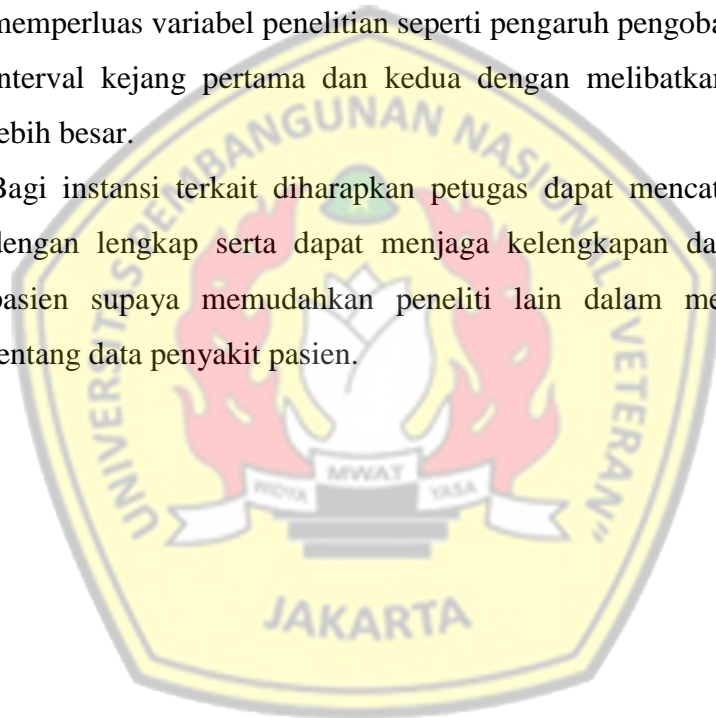 memperluas variabel penelitian seperti pengaruh pengoba
interval kejang pertama dan kedua dengan melibatkan
lebih besar.
Bagi instansi terkait diharapkan petugas dapat mencat
dengan lengkap serta dapat menjaga kelengkapan da
pasien supaya memudahkan peneliti lain dalam me
tentang data penyakit pasien.
UNIVERSITAS PEMBANGUNAN NASIONAL VETERAN"
WIDYA MWAT YASA
JAKARTA